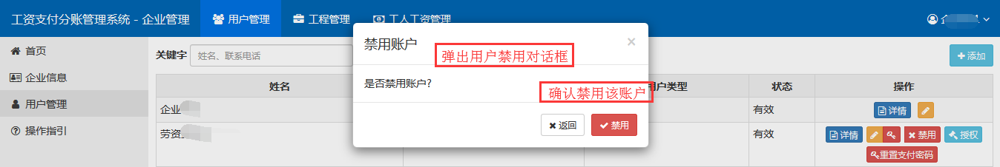 工资支付分账管理系统 - 企业管理 用户管理 工程管理 工人工资管理
首页
企业信息
用户管理
操作指引
关键字 姓名、联系电话 添加
姓名 用户类型 状态 操作
企业 有效 详情
劳资 有效 详情 禁用 授权
重置支付密码
禁用账户 ×
弹出用户禁用对话框
是否禁用账户?
确认禁用该账户
返回 禁用